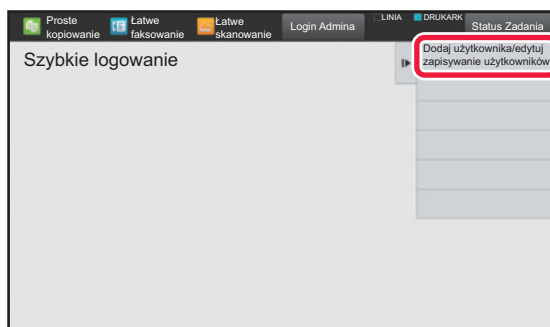 Proste
kopiowanie
Łatwe
faksowanie
Łatwe
skanowanie
Login Admina
LINIA
DRUKARK
Status Zadania
Szybkie logowanie
Dodaj użytkownika/edytuj
zapisywanie użytkowników